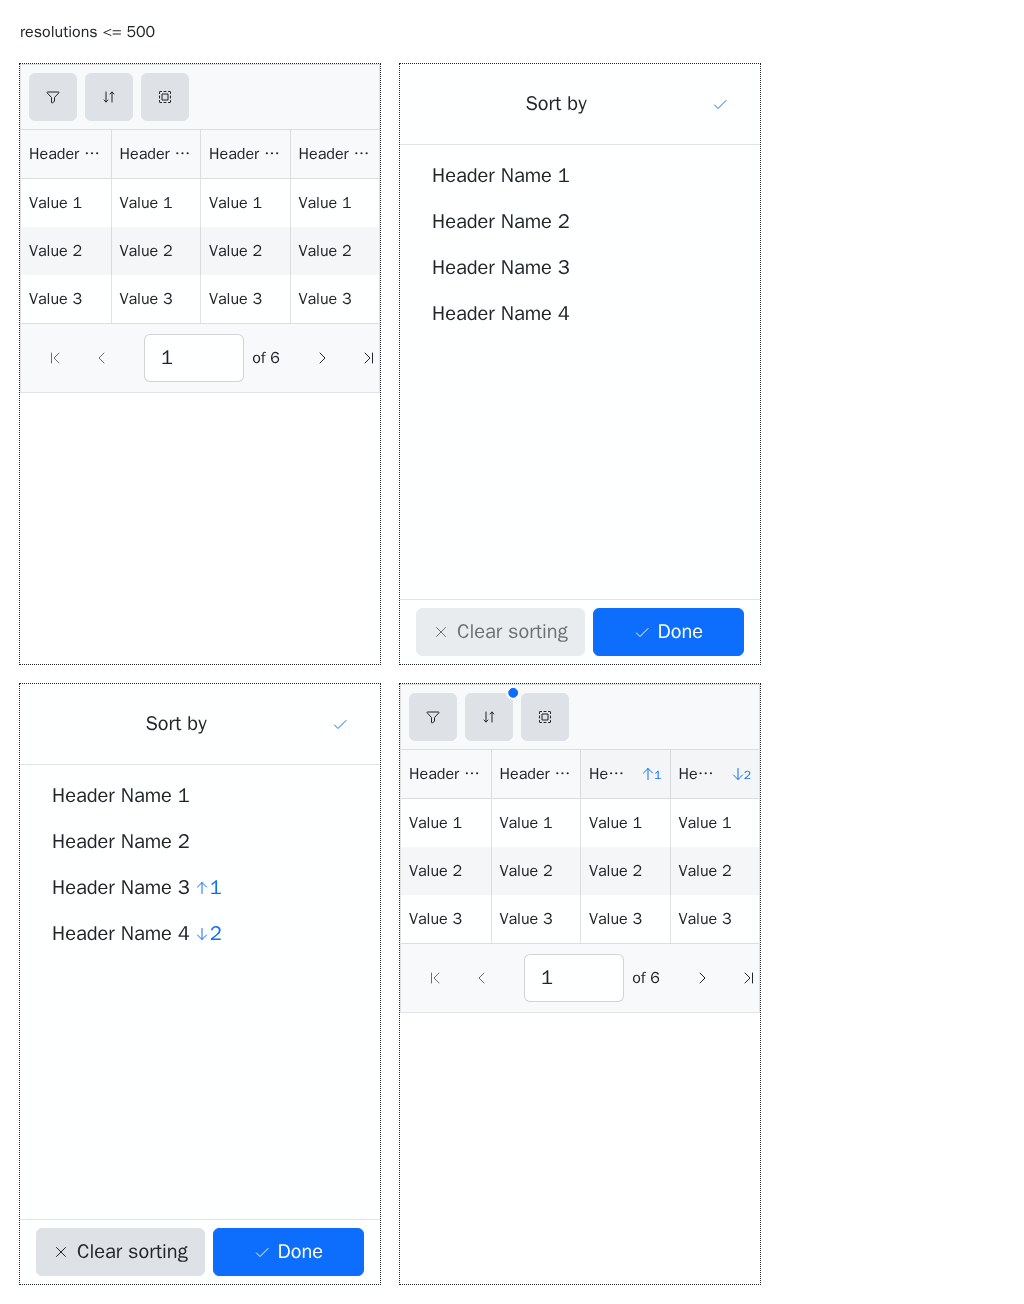 resolutions <= 500
Header ... Header ... Header ... Header ...
Value 1 Value 1 Value 1 Value 1
Value 2 Value 2 Value 2 Value 2
Value 3 Value 3 Value 3 Value 3
1 of 6
Sort by
Header Name 1
Header Name 2
Header Name 3
Header Name 4
Clear sorting Done
Sort by
Header Name 1
Header Name 2
Header Name 3 ↑1
Header Name 4 ↓2
Clear sorting Done
Header ... Header ... He... ↑1 He... ↓2
Value 1 Value 1 Value 1 Value 1
Value 2 Value 2 Value 2 Value 2
Value 3 Value 3 Value 3 Value 3
1 of 6